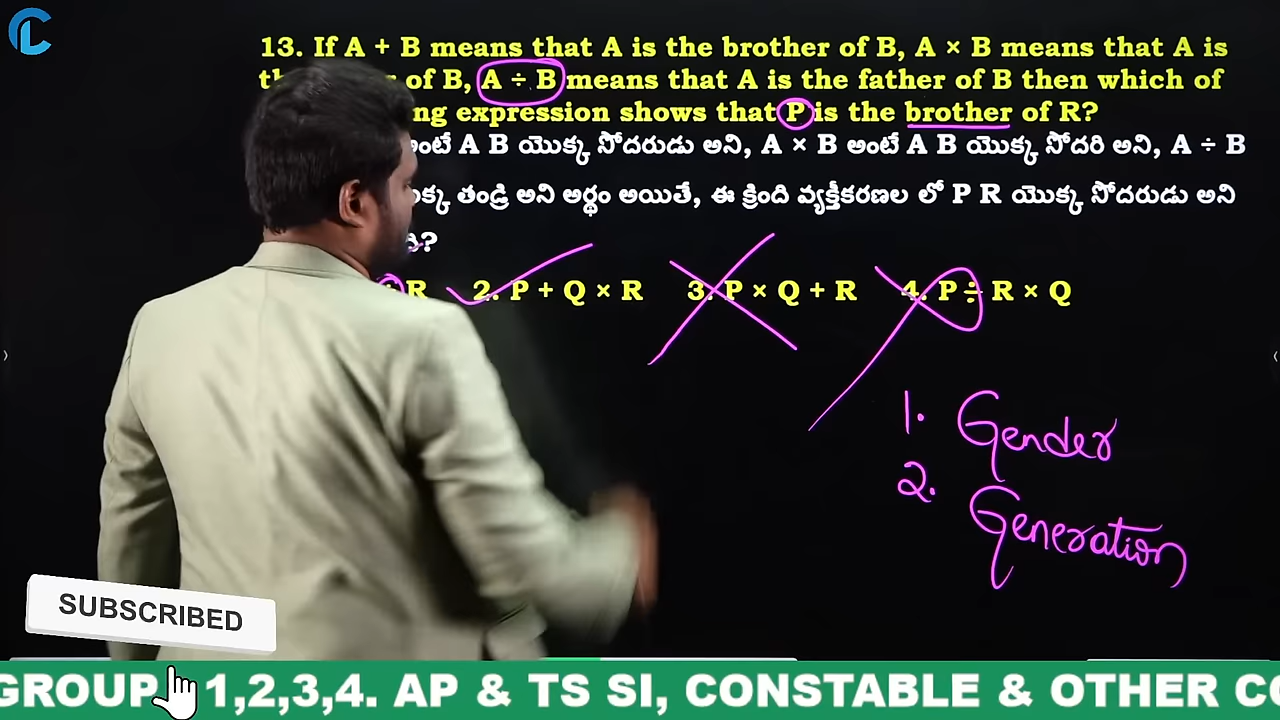 13. If A + B means that A is the brother of B, A × B means that A is
of B, A ÷ B means that A is the father of B then which of
expression shows that P is the brother of R?
అంటే A B యొక్క సోదరుడు అని, A × B అంటే A B యొక్క సోదరి అని, A ÷ B
తండ్రి అని అర్థం అయితే, ఈ క్రింది వ్యక్తీకరణల లో P R యొక్క సోదరుడు అని
R 2. P + Q × R 3. P × Q + R 4. P ÷ R × Q
1. Gender
2. Generation
SUBSCRIBED
GROUP 1,2,3,4. AP & TS SI, CONSTABLE & OTHER